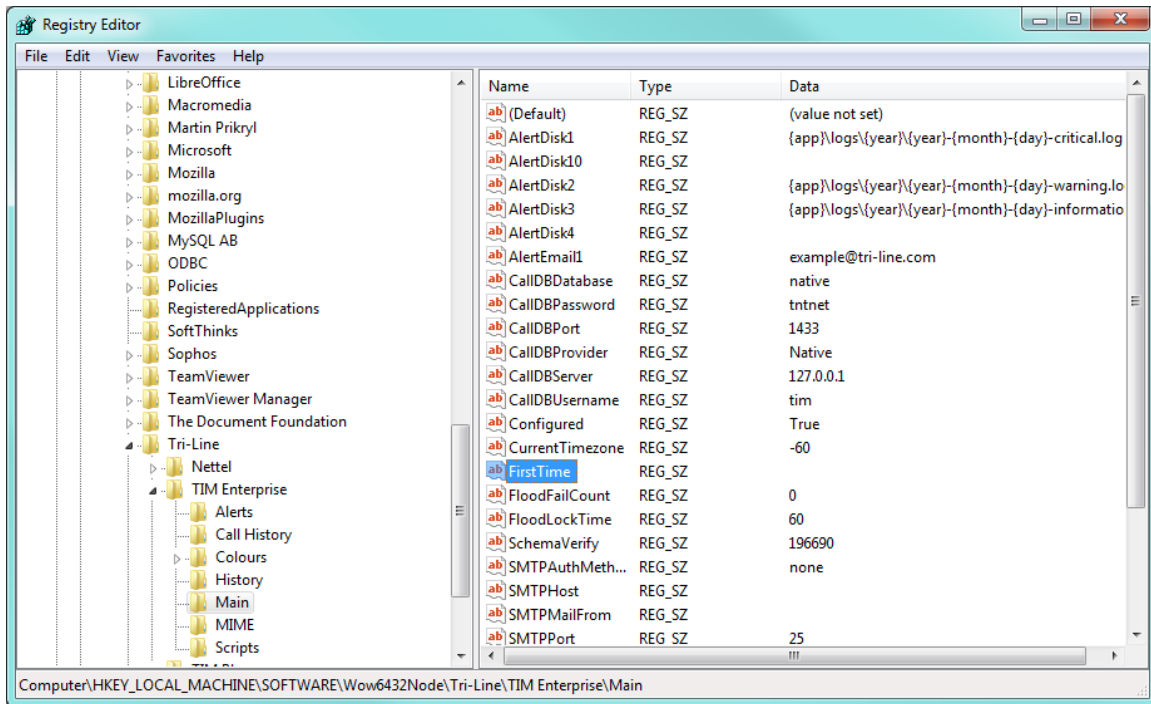 Registry Editor
File Edit View Favorites Help
LibreOffice
Macromedia
Martin Prikryl
Microsoft
Mozilla
mozilla.org
MozillaPlugins
MySQL AB
ODBC
Policies
RegisteredApplications
SoftThinks
Sophos
TeamViewer
TeamViewer Manager
The Document Foundation
Tri-Line
Nettel
TIM Enterprise
Alerts
Call History
Colours
History
Main
MIME
Scripts
Name Type Data
(Default) REG_SZ (value not set)
AlertDisk1 REG_SZ {app}\logs\{year}\{year}-{month}-{day}-critical.log
AlertDisk10 REG_SZ
AlertDisk2 REG_SZ {app}\logs\{year}\{year}-{month}-{day}-warning.lo
AlertDisk3 REG_SZ {app}\logs\{year}\{year}-{month}-{day}-informatio
AlertDisk4 REG_SZ
AlertEmail1 REG_SZ example@tri-line.com
CallDBDatabase REG_SZ native
CallDBPassword REG_SZ tntnet
CallDBPort REG_SZ 1433
CallDBProvider REG_SZ Native
CallDBServer REG_SZ 127.0.0.1
CallDBUsername REG_SZ tim
Configured REG_SZ True
CurrentTimezone REG_SZ -60
FirstTime REG_SZ
FloodFailCount REG_SZ 0
FloodLockTime REG_SZ 60
SchemaVerify REG_SZ 196690
SMTPAuthMeth... REG_SZ none
SMTPHost REG_SZ
SMTPMailFrom REG_SZ
SMTPPort REG_SZ 25
Computer\HKEY_LOCAL_MACHINE\SOFTWARE\Wow6432Node\Tri-Line\TIM Enterprise\Main